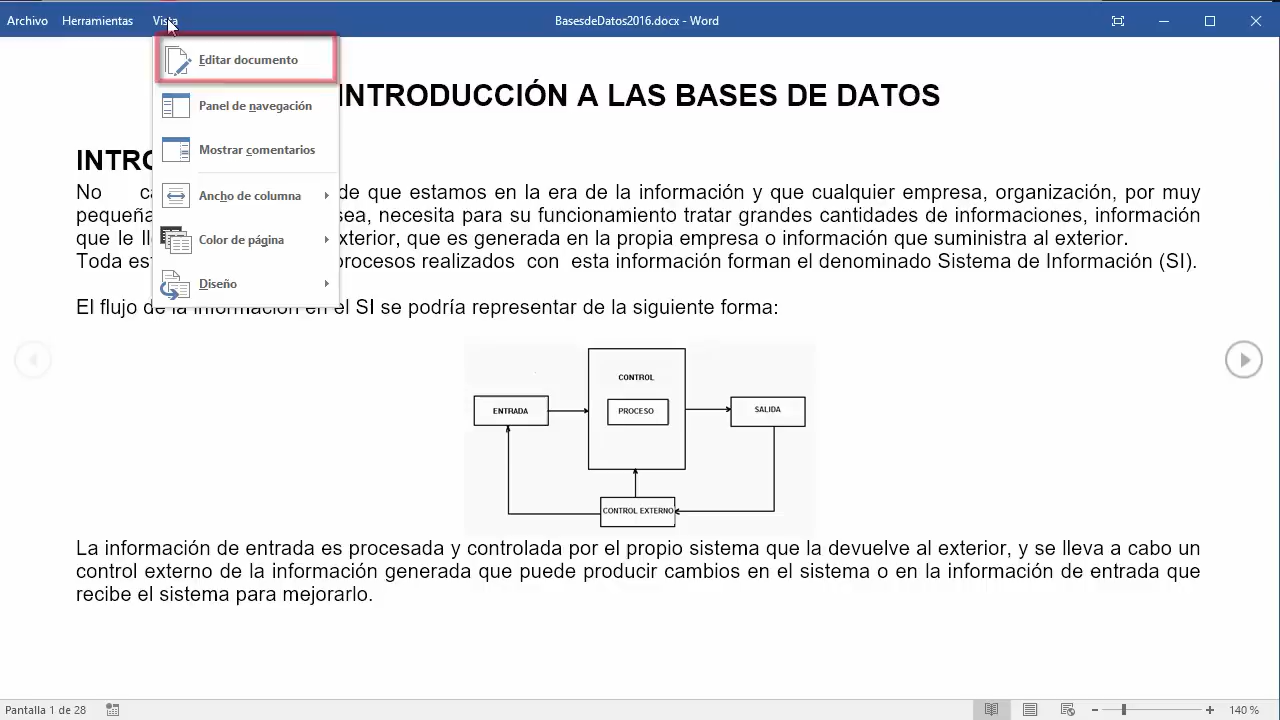 Archivo Herramientas Vista BasesdeDatos2016.docx - Word
Editar documento
Panel de navegación
Mostrar comentarios
Ancho de columna
Color de página
Diseño
INTRODUCCIÓN A LAS BASES DE DATOS
INTRO
No ca de que estamos en la era de la información y que cualquier empresa, organización, por muy
pequeña sea, necesita para su funcionamiento tratar grandes cantidades de informaciones, información
que le ll exterior, que es generada en la propia empresa o información que suministra al exterior.
Toda est procesos realizados con esta información forman el denominado Sistema de Información (SI).
El flujo de la información en el SI se podría representar de la siguiente forma:
CONTROL
ENTRADA PROCESO SALIDA
CONTROL EXTERNO
La información de entrada es procesada y controlada por el propio sistema que la devuelve al exterior, y se lleva a cabo un
control externo de la información generada que puede producir cambios en el sistema o en la información de entrada que
recibe el sistema para mejorarlo.
Pantalla 1 de 28 140 %